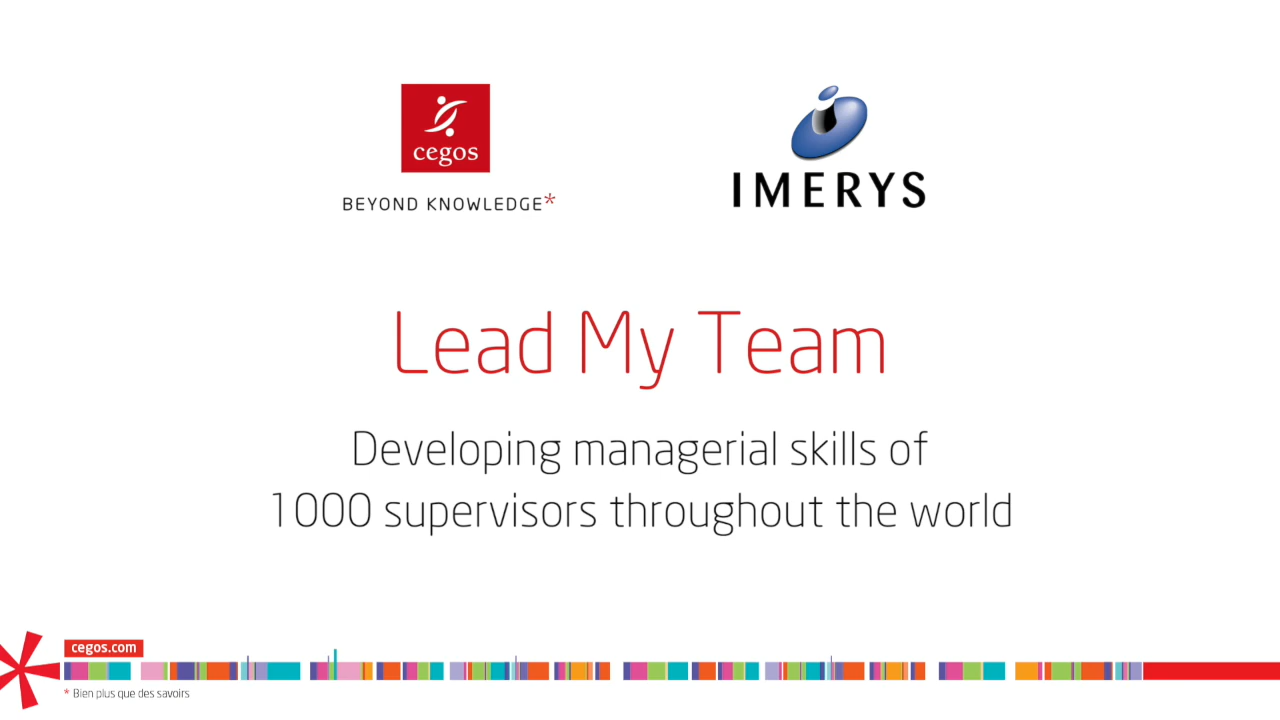 cegos
BEYOND KNOWLEDGE*
IMERYS
Lead My Team
Developing managerial skills of
1000 supervisors throughout the world
cegos.com
* Bien plus que des savoirs